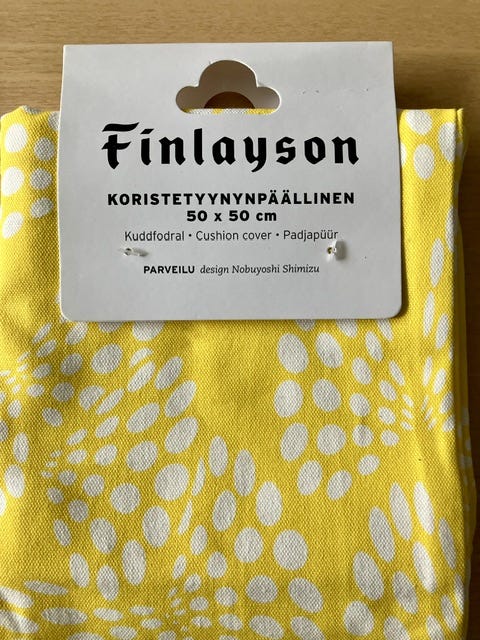 Finlayson
KORISTETYYNYNPÄÄLLINEN
50 x 50 cm
Kuddfodral • Cushion cover • Padjapüür
PARVEILU design Nobuyoshi Shimizu